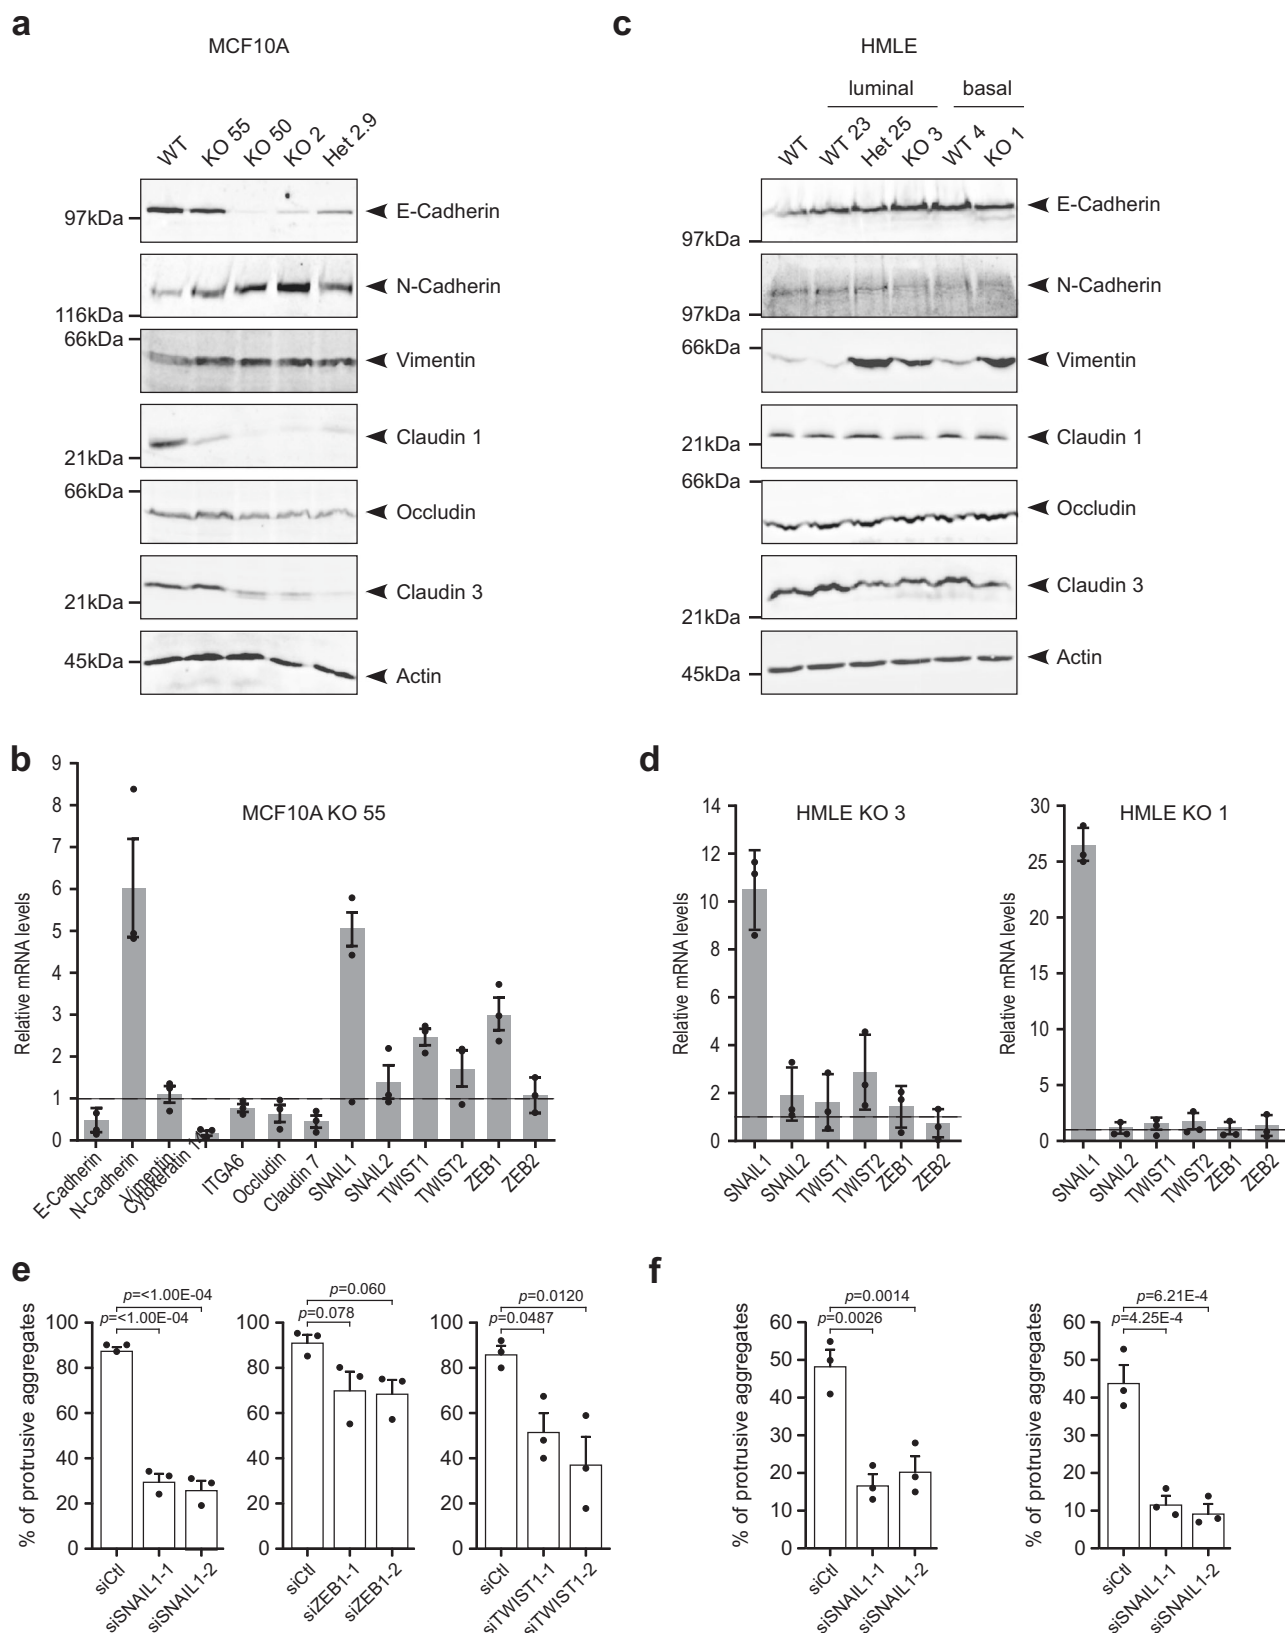 a
MCF10A
WT KO 55 KO 50 KO 2 Het 2.9
97kDa E-Cadherin
N-Cadherin
116kDa
66kDa
Vimentin
Claudin 1
21kDa
66kDa
Occludin
Claudin 3
21kDa
45kDa
Actin
c
HMLE
luminal basal
WT WT 23 Het 25 KO 3 WT 4 KO 1
E-Cadherin
97kDa
N-Cadherin
97kDa
66kDa
Vimentin
Claudin 1
21kDa
66kDa
Occludin
Claudin 3
21kDa
Actin
45kDa
b
MCF10A KO 55
Relative mRNA levels
9
8
7
6
5
4
3
2
1
0
E-Cadherin N-Cadherin Vimentin ITGA6 Occludin Claudin 7 SNAIL1 SNAIL2 TWIST1 TWIST2 ZEB1 ZEB2
d
HMLE KO 3
Relative mRNA levels
14
12
10
8
6
4
2
0
SNAIL1 SNAIL2 TWIST1 TWIST2 ZEB1 ZEB2
HMLE KO 1
Relative mRNA levels
30
25
20
15
10
5
0
SNAIL1 SNAIL2 TWIST1 TWIST2 ZEB1 ZEB2
e
% of protrusive aggregates
p=<1.00E-04
p=<1.00E-04
100
80
60
40
20
0
siCtl siSNAIL1-1 siSNAIL1-2
p=0.060
p=0.078
100
80
60
40
20
0
siCtl siZEB1-1 siZEB1-2
p=0.0120
p=0.0487
100
80
60
40
20
0
siCtl siTWIST1-1 siTWIST1-2
f
% of protrusive aggregates
p=0.0014
p=0.0026
60
50
40
30
20
10
0
siCtl siSNAIL1-1 siSNAIL1-2
% of protrusive aggregates
p=6.21E-4
p=4.25E-4
60
50
40
30
20
10
0
siCtl siSNAIL1-1 siSNAIL1-2